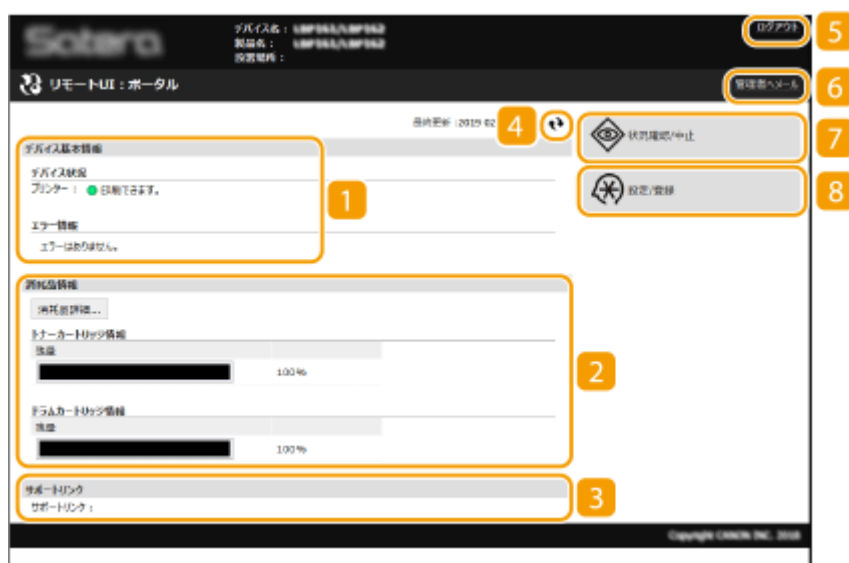 Satera
デバイス名： LBP161/LBP162
製品名： LBP161/LBP162
設置場所：
ログアウト
5
リモートUI：ポータル
管理者へメール
6
最終更新 :2019 02
4
状況確認/中止
7
デバイス基本情報
デバイス状況
プリンター： 印刷できます。
1
設定/登録
8
エラー情報
エラーはありません。
消耗品情報
消耗品詳細...
トナーカートリッジ情報
残量
100%
2
ドラムカートリッジ情報
残量
100%
サポートリンク
3
サポートリンク：
Copyright CANON INC. 2018